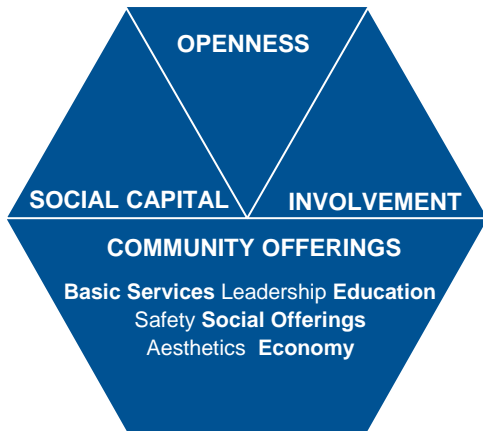 OPENNESS
SOCIAL CAPITAL
INVOLVEMENT
COMMUNITY OFFERINGS
Basic Services Leadership Education
Safety Social Offerings
Aesthetics Economy